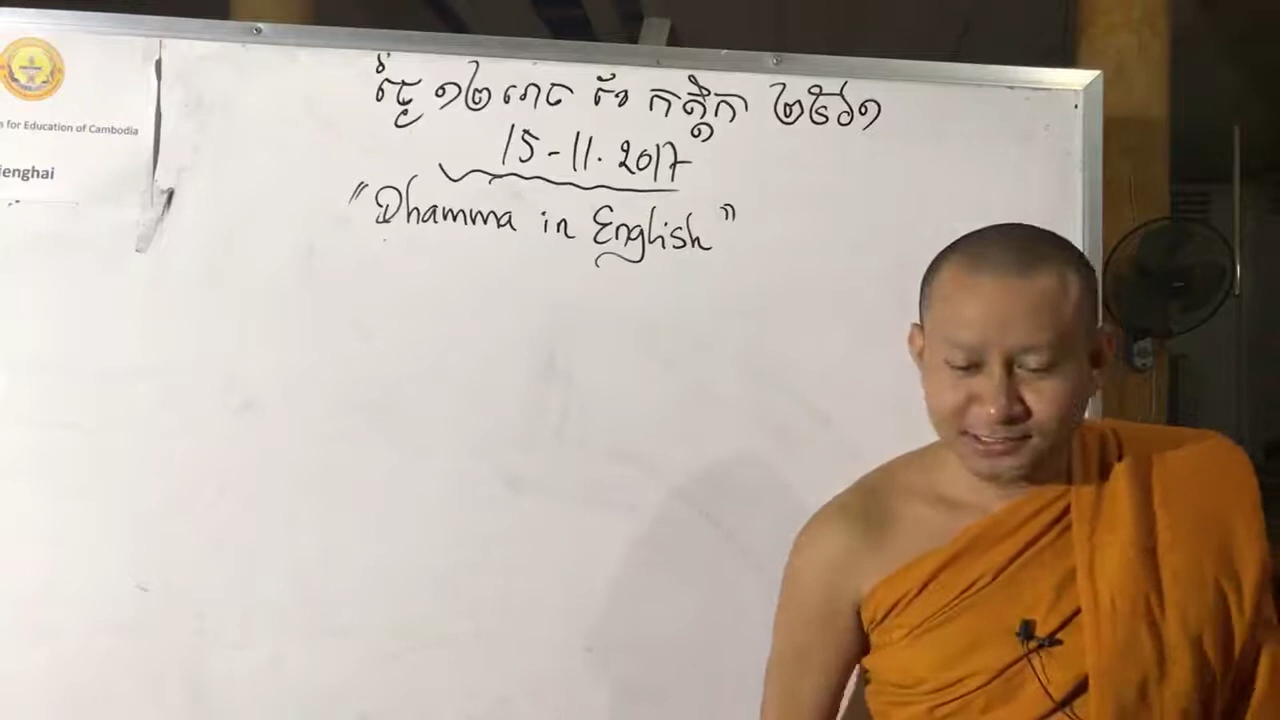 ថ្ងៃ ១២ រោច ខែ កត្តិក ២៥៦១
15-11. 2017
"Dhamma in English"
for Education of Cambodia
ienghai